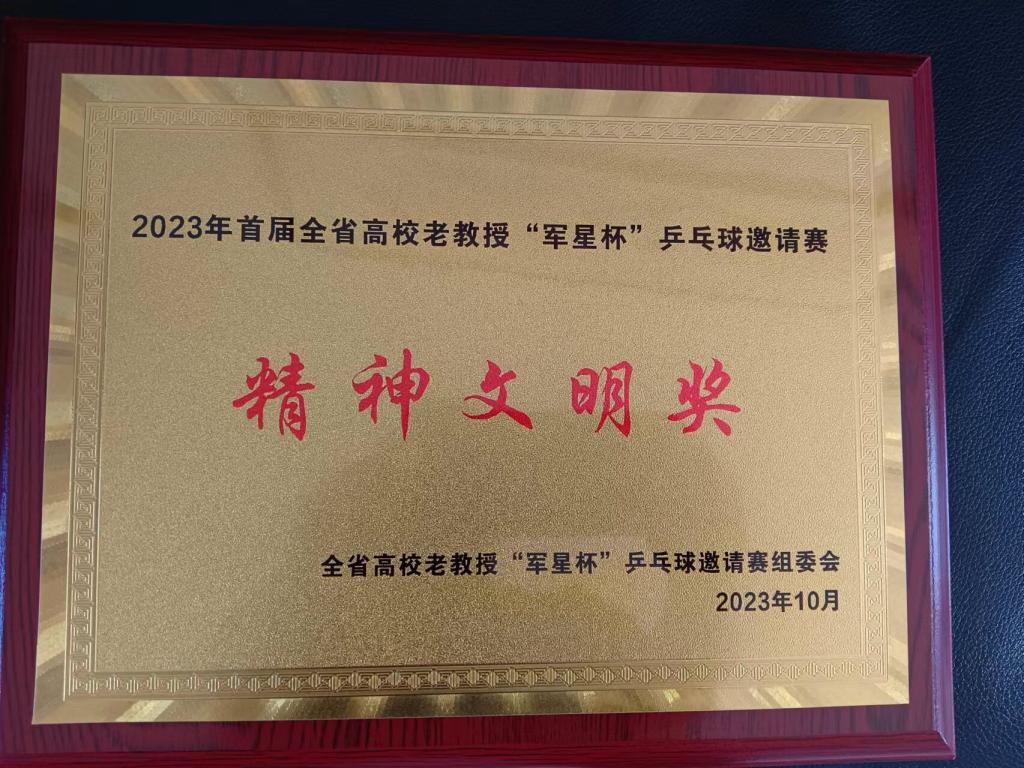 2023年首届全省高校老教授“军星杯”乒乓球邀请赛
精神文明奖
全省高校老教授“军星杯”乒乓球邀请赛组委会
2023年10月